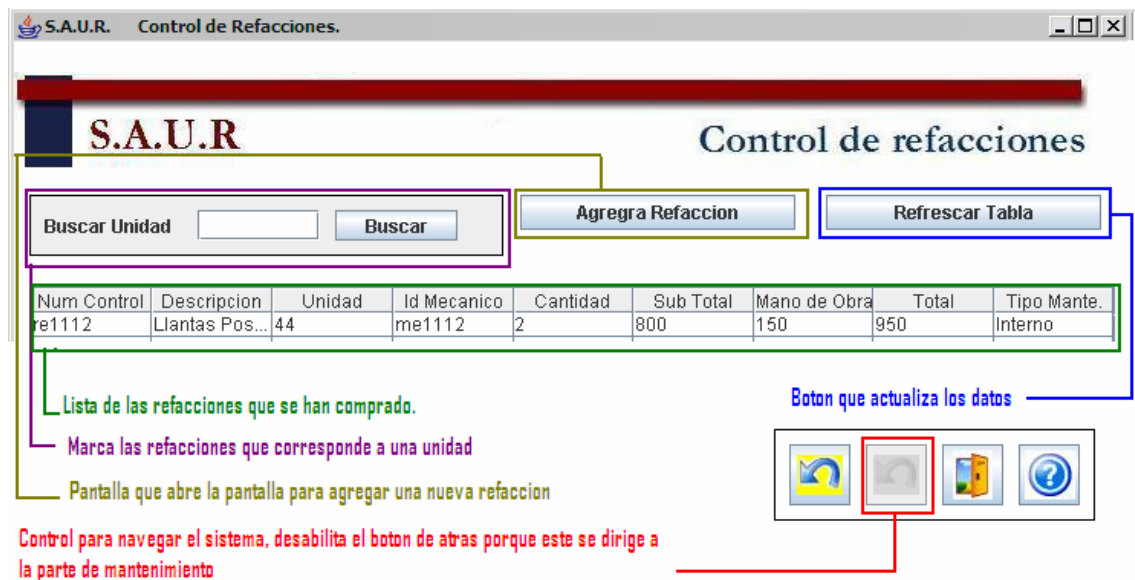 S.A.U.R. Control de Refacciones.
S.A.U.R
Control de refacciones
Buscar Unidad Buscar
Agregra Refaccion
Refrescar Tabla
Num Control Descripcion Unidad Id Mecanico Cantidad Sub Total Mano de Obra Total Tipo Mante.
re1112 Llantas Pos... 44 me1112 2 800 150 950 Interno
Lista de las refacciones que se han comprado.
Boton que actualiza los datos
Marca las refacciones que corresponde a una unidad
Pantalla que abre la pantalla para agregar una nueva refaccion
Control para navegar el sistema, desabilita el boton de atras porque este se dirige a
la parte de mantenimiento